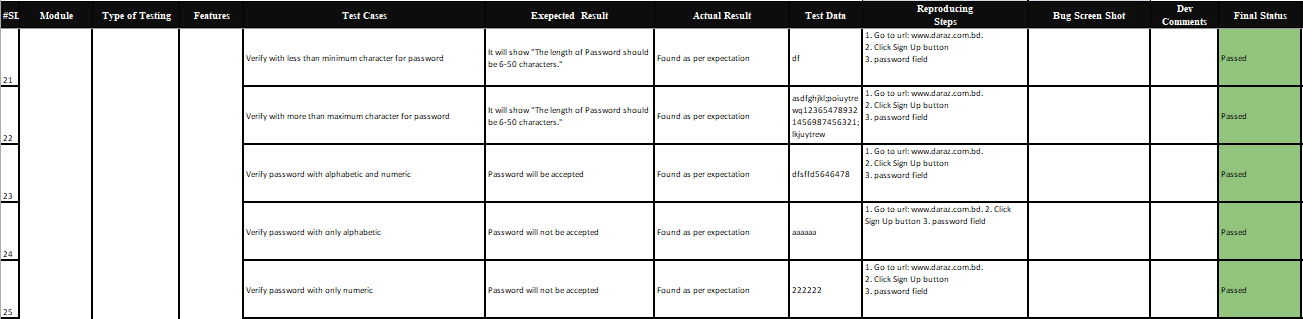 #SL Module Type of Testing Features Test Cases Exepected Result Actual Result Test Data Reproducing Steps Bug Screen Shot Dev Comments Final Status
21
Verify with less than minimum character for password
It will show "The length of Password should
be 6-50 characters."
Found as per expectation
df
1. Go to url: www.daraz.com.bd.
2. Click Sign Up button
3. password field
Passed
22
Verify with more than maximum character for password
It will show "The length of Password should
be 6-50 characters."
Found as per expectation
asdfghjkl;poiuytre
wq12365478932
1456987456321;
lkjuytrew
1. Go to url: www.daraz.com.bd.
2. Click Sign Up button
3. password field
Passed
23
Verify password with alphabetic and numeric
Password will be accepted
Found as per expectation
dfsffd5646478
1. Go to url: www.daraz.com.bd.
2. Click Sign Up button
3. password field
Passed
24
Verify password with only alphabetic
Password will not be accepted
Found as per expectation
aaaaaa
1. Go to url: www.daraz.com.bd. 2. Click
Sign Up button 3. password field
Passed
25
Verify password with only numeric
Password will not be accepted
Found as per expectation
222222
1. Go to url: www.daraz.com.bd.
2. Click Sign Up button
3. password field
Passed